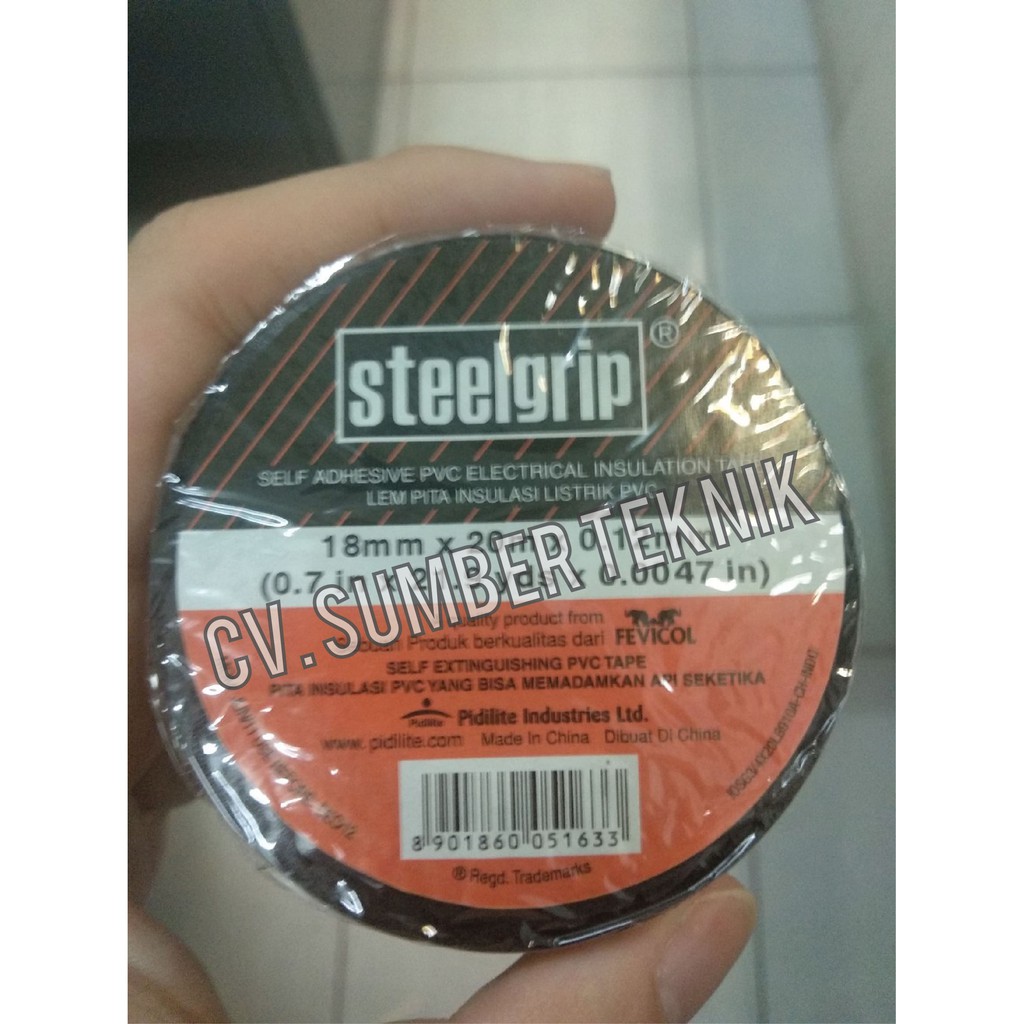 steelgrip ®
SELF ADHESIVE PVC ELECTRICAL INSULATION
LEM PITA INSULASI LISTRIK PVC
18mm x 20m x
(0.7 in x yds x 0.0047 in)
CV. SUMBER TEKNIK
quality product from
Produk berkualitas dari FEVICOL
SELF EXTINGUISHING PVC TAPE
PITA INSULASI PVC YANG BISA MEMADAMKAN API SEKETIKA
Pidilite Pidilite Industries Ltd.
www.pidilite.com Made In China Dibuat Di China
8 901860 051633
® Regd. Trademarks